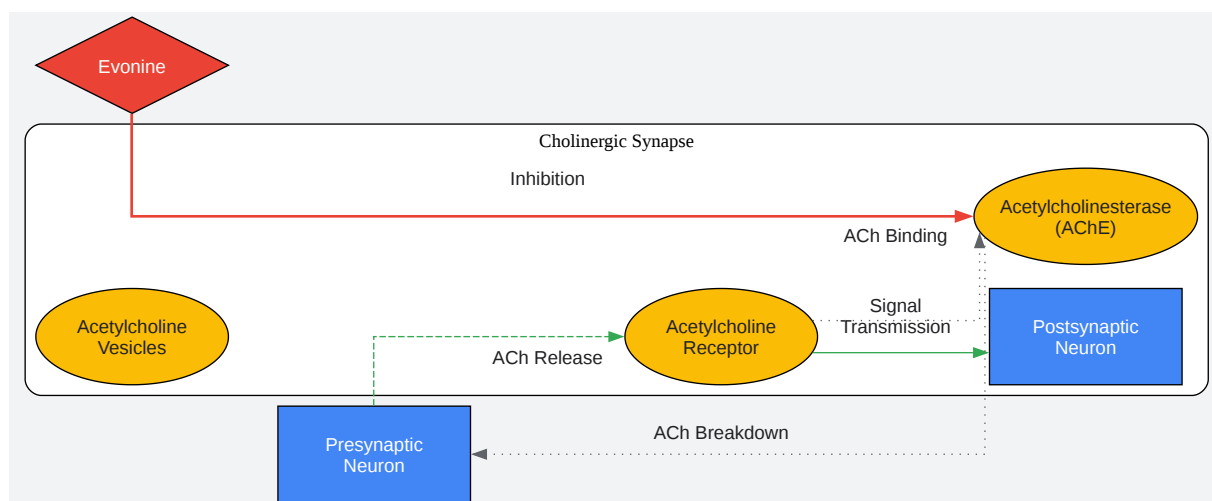 Evonine
Cholinergic Synapse
Inhibition
Acetylcholinesterase
(AChE)
ACh Binding
Acetylcholine
Vesicles
ACh Release
Acetylcholine
Receptor
Signal
Transmission
Postsynaptic
Neuron
Presynaptic
Neuron
ACh Breakdown